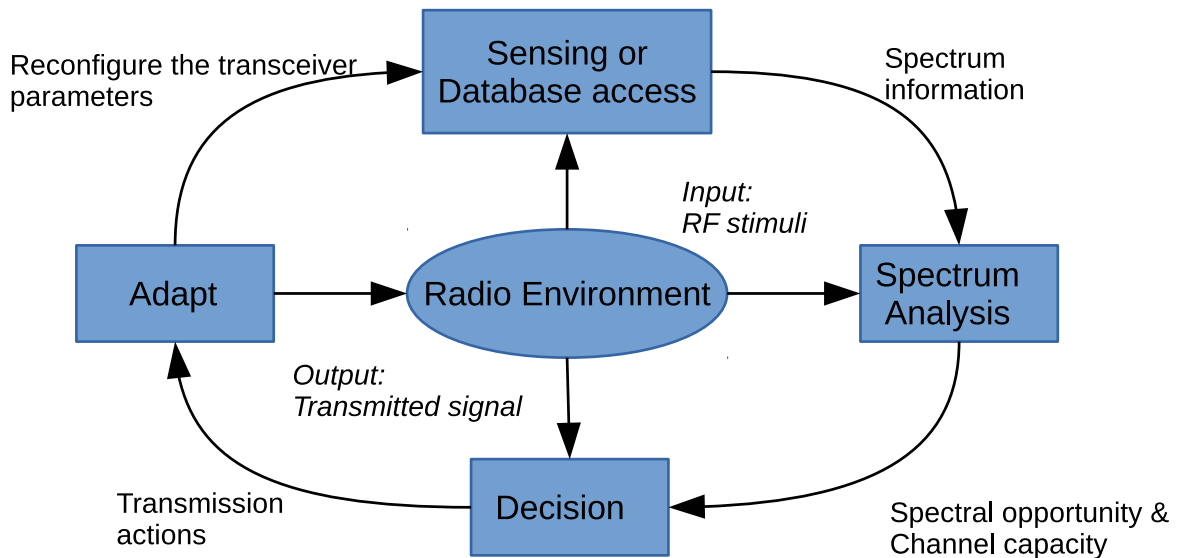 Reconfigure the transceiver
parameters
Sensing or
Database access
Spectrum
information
Input:
RF stimuli
Adapt
Radio Environment
Spectrum
Analysis
Output:
Transmitted signal
Transmission
actions
Decision
Spectral opportunity &
Channel capacity